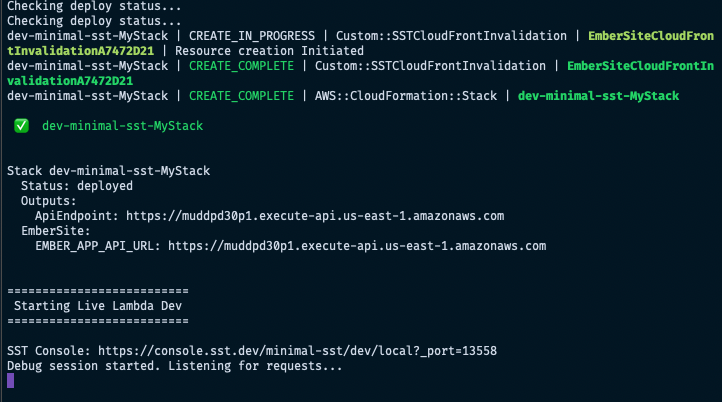 Checking deploy status...
Checking deploy status...
dev-minimal-sst-MyStack | CREATE_IN_PROGRESS | Custom::SSTCloudFrontInvalidation | EmberSiteCloudFron
tInvalidationA7472D21 | Resource creation Initiated
dev-minimal-sst-MyStack | CREATE_COMPLETE | Custom::SSTCloudFrontInvalidation | EmberSiteCloudFrontIn
validationA7472D21
dev-minimal-sst-MyStack | CREATE_COMPLETE | AWS::CloudFormation::Stack | dev-minimal-sst-MyStack
✅ dev-minimal-sst-MyStack
Stack dev-minimal-sst-MyStack
Status: deployed
Outputs:
ApiEndpoint: https://muddpd30p1.execute-api.us-east-1.amazonaws.com
EmberSite:
EMBER_APP_API_URL: https://muddpd30p1.execute-api.us-east-1.amazonaws.com
==========================
Starting Live Lambda Dev
==========================
SST Console: https://console.sst.dev/minimal-sst/dev/local?_port=13558
Debug session started. Listening for requests...